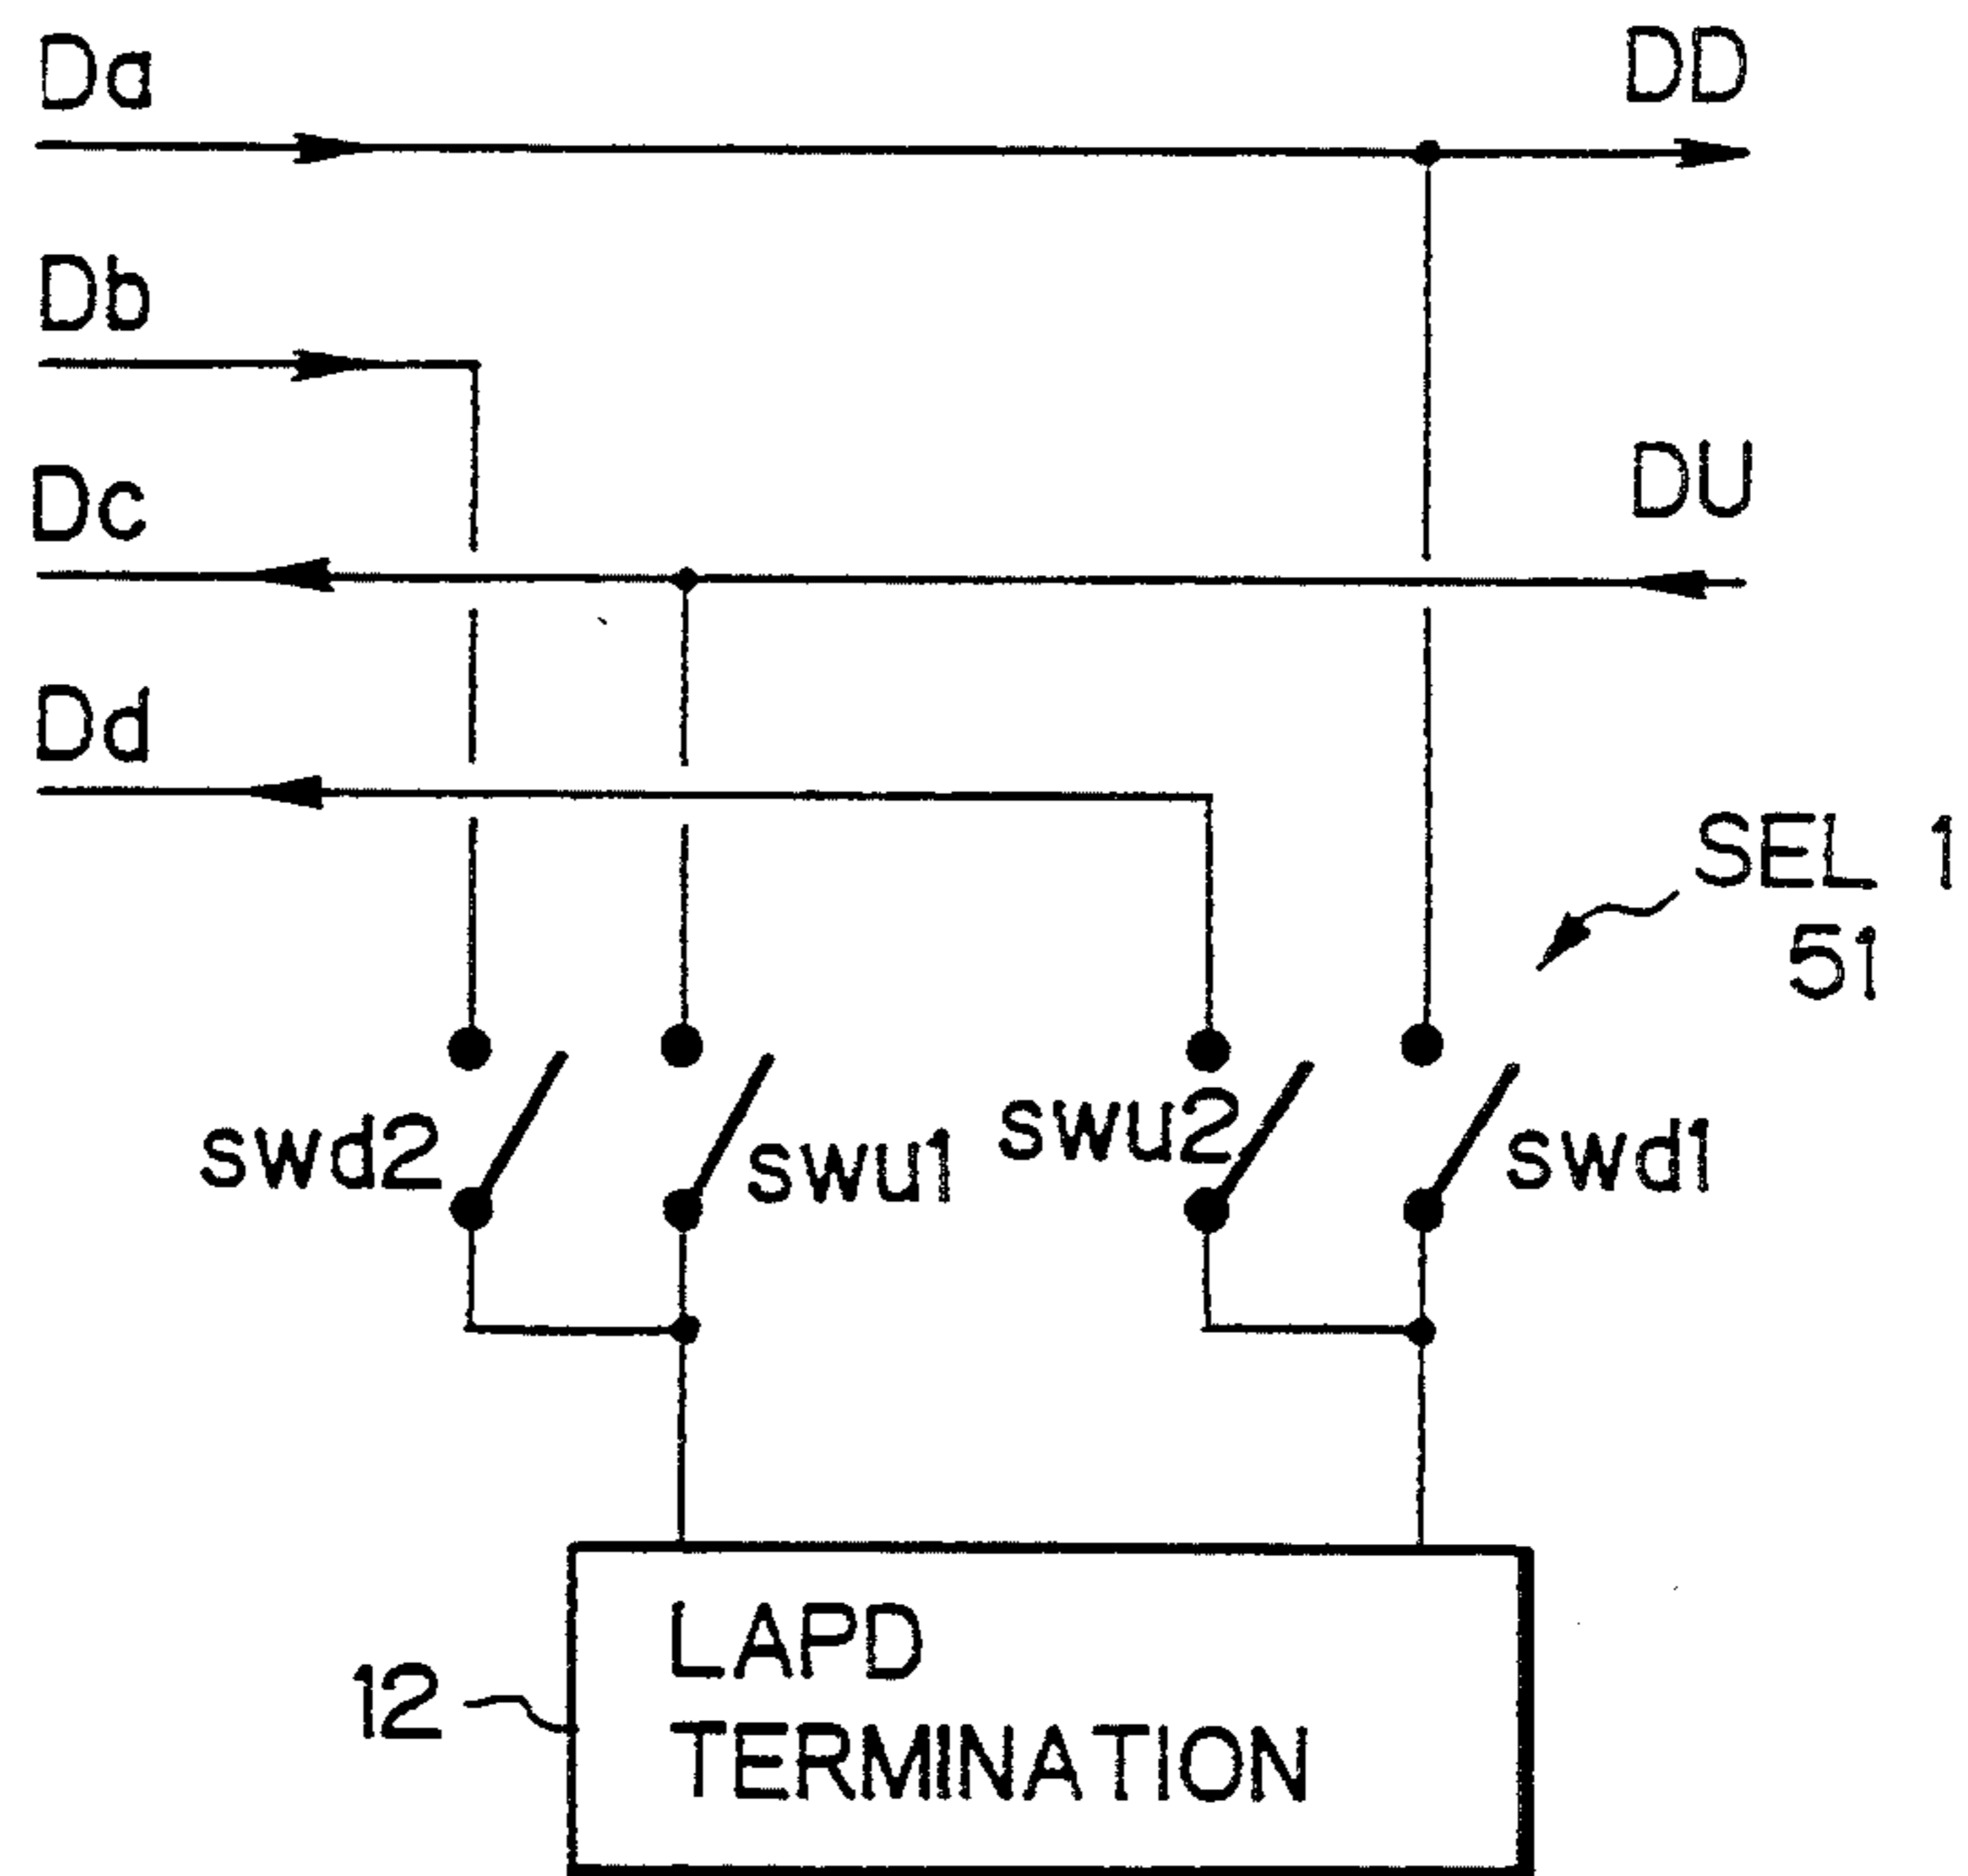 Da
DD
Db
Dc
DU
Dd
SEL 1
51
swd2
swu1
swu2
swd1
LAPD
TERMINATION
12